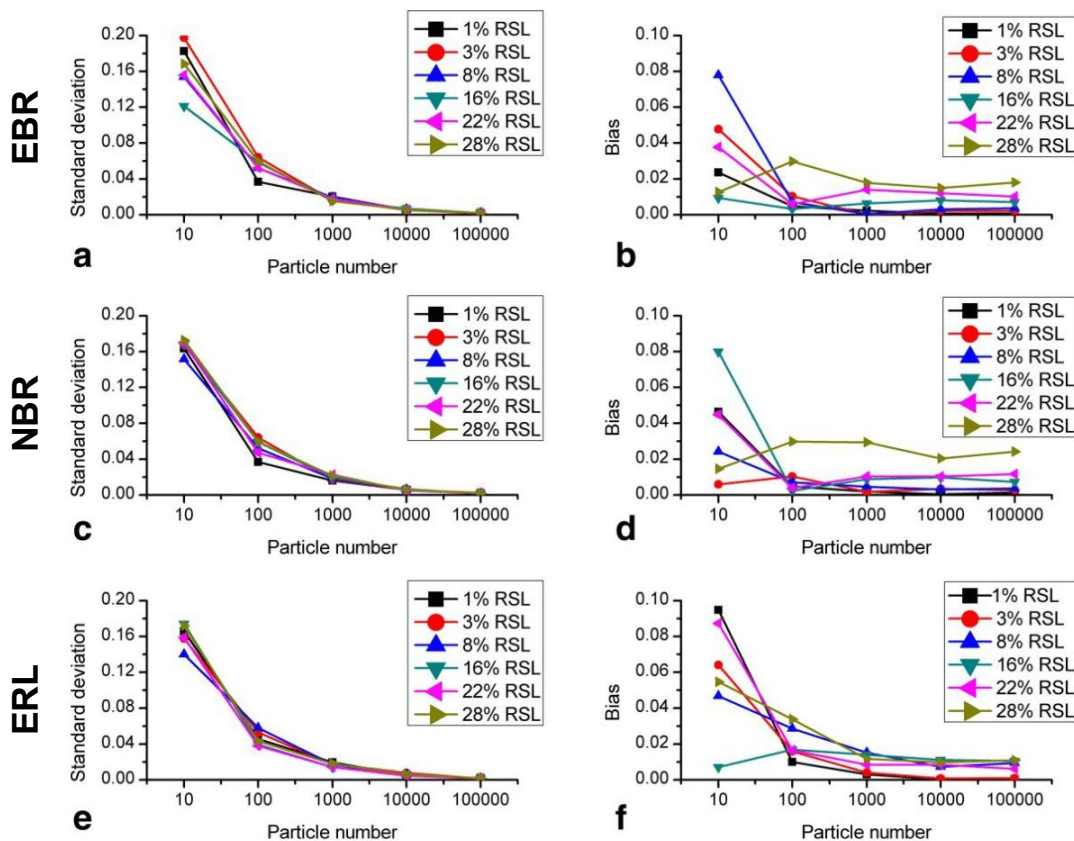 EBR
Standard deviation
0.20
0.16
0.12
0.08
0.04
0.00
10
100
1000
10000
100000
Particle number
a
1% RSL
3% RSL
8% RSL
16% RSL
22% RSL
28% RSL
Bias
0.10
0.08
0.06
0.04
0.02
0.00
10
100
1000
10000
100000
Particle number
b
1% RSL
3% RSL
8% RSL
16% RSL
22% RSL
28% RSL
NBR
Standard deviation
0.20
0.16
0.12
0.08
0.04
0.00
10
100
1000
10000
100000
Particle number
c
1% RSL
3% RSL
8% RSL
16% RSL
22% RSL
28% RSL
Bias
0.10
0.08
0.06
0.04
0.02
0.00
10
100
1000
10000
100000
Particle number
d
1% RSL
3% RSL
8% RSL
16% RSL
22% RSL
28% RSL
ERL
Standard deviation
0.20
0.16
0.12
0.08
0.04
0.00
10
100
1000
10000
100000
Particle number
e
1% RSL
3% RSL
8% RSL
16% RSL
22% RSL
28% RSL
Bias
0.10
0.08
0.06
0.04
0.02
0.00
10
100
1000
10000
100000
Particle number
f
1% RSL
3% RSL
8% RSL
16% RSL
22% RSL
28% RSL